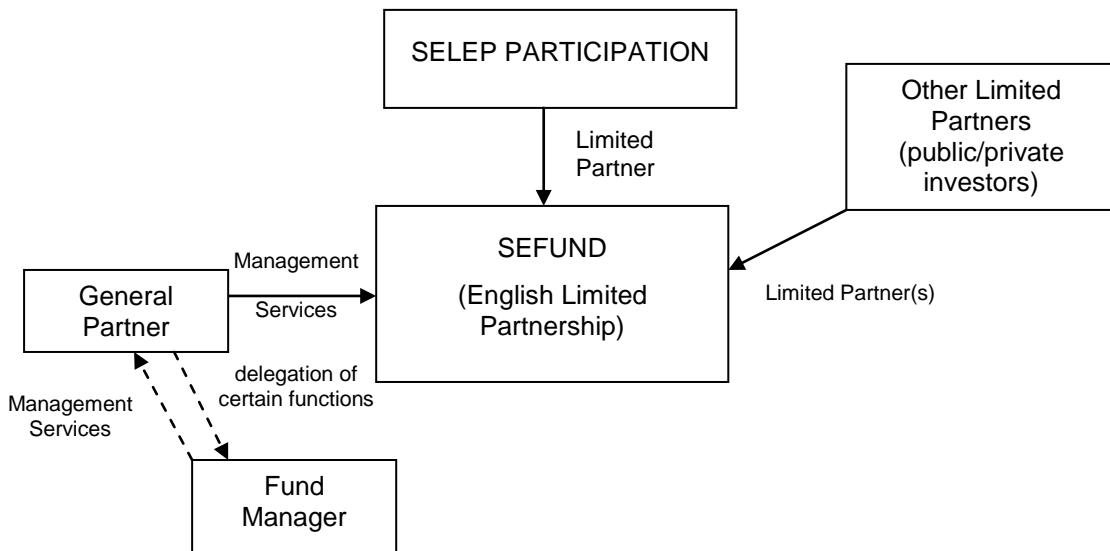 SELEP PARTICIPATION
Other Limited
Partners
(public/private
investors)
Limited
Partner
SEFUND
(English Limited
Partnership)
Management
Services
Limited Partner(s)
General
Partner
delegation of
certain functions
Management
Services
Fund
Manager